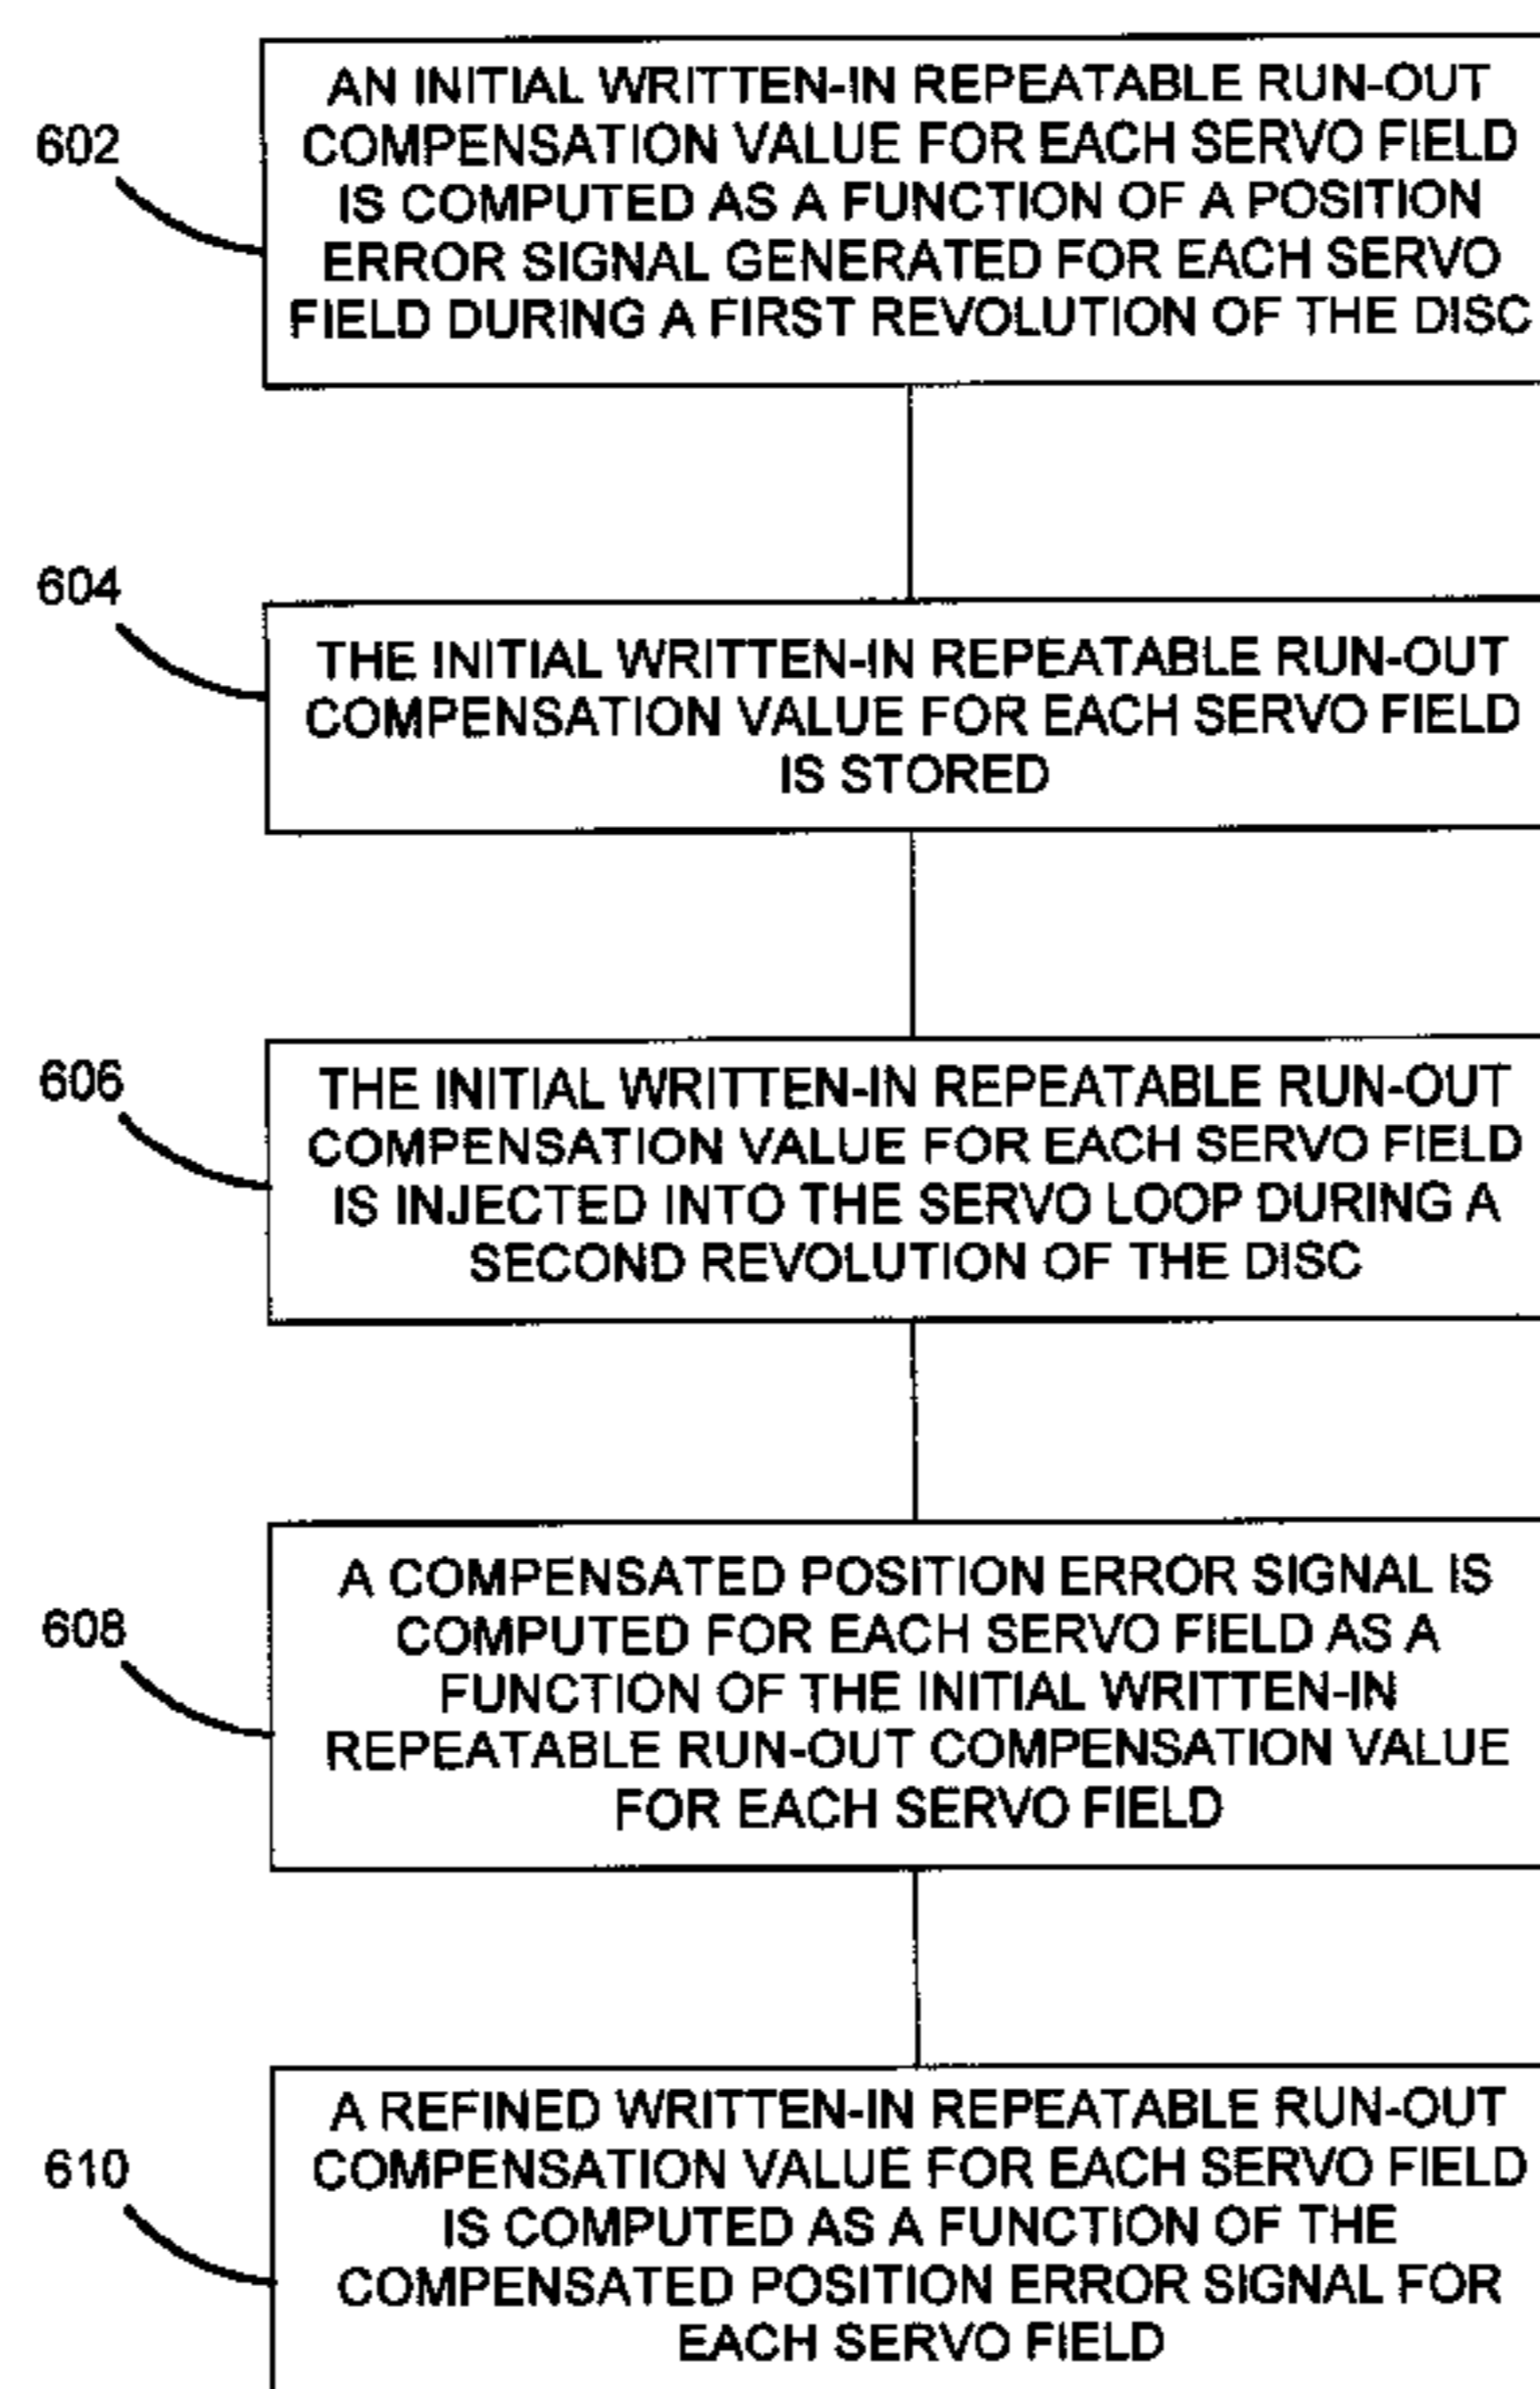 602
AN INITIAL WRITTEN-IN REPEATABLE RUN-OUT
COMPENSATION VALUE FOR EACH SERVO FIELD
IS COMPUTED AS A FUNCTION OF A POSITION
ERROR SIGNAL GENERATED FOR EACH SERVO
FIELD DURING A FIRST REVOLUTION OF THE DISC
604
THE INITIAL WRITTEN-IN REPEATABLE RUN-OUT
COMPENSATION VALUE FOR EACH SERVO FIELD
IS STORED
606
THE INITIAL WRITTEN-IN REPEATABLE RUN-OUT
COMPENSATION VALUE FOR EACH SERVO FIELD
IS INJECTED INTO THE SERVO LOOP DURING A
SECOND REVOLUTION OF THE DISC
608
A COMPENSATED POSITION ERROR SIGNAL IS
COMPUTED FOR EACH SERVO FIELD AS A
FUNCTION OF THE INITIAL WRITTEN-IN
REPEATABLE RUN-OUT COMPENSATION VALUE
FOR EACH SERVO FIELD
610
A REFINED WRITTEN-IN REPEATABLE RUN-OUT
COMPENSATION VALUE FOR EACH SERVO FIELD
IS COMPUTED AS A FUNCTION OF THE
COMPENSATED POSITION ERROR SIGNAL FOR
EACH SERVO FIELD